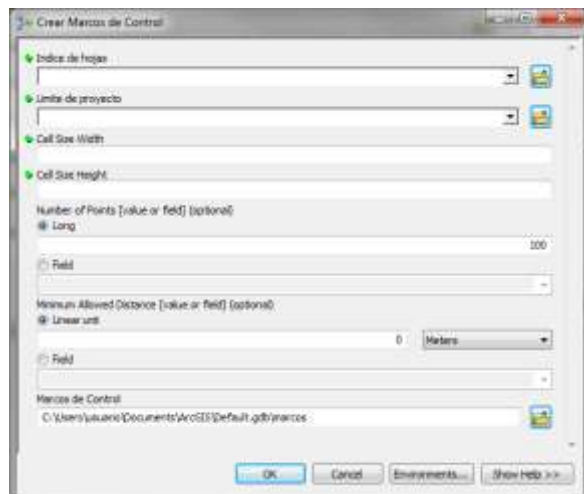 Crear Marcos de Control
Indice de hojas
Limite de proyecto
Cell Size Width
Cell Size Height
Number of Points [value or field] (optional)
Long
100
Field
Minimum Allowed Distance [value or field] (optional)
Linear unit
0 Meters
Field
Marcos de Control
C:\Users\usuario\Documents\ArcGIS\Default.gdb\marcos
OK Cancel Environments... Show Help >>